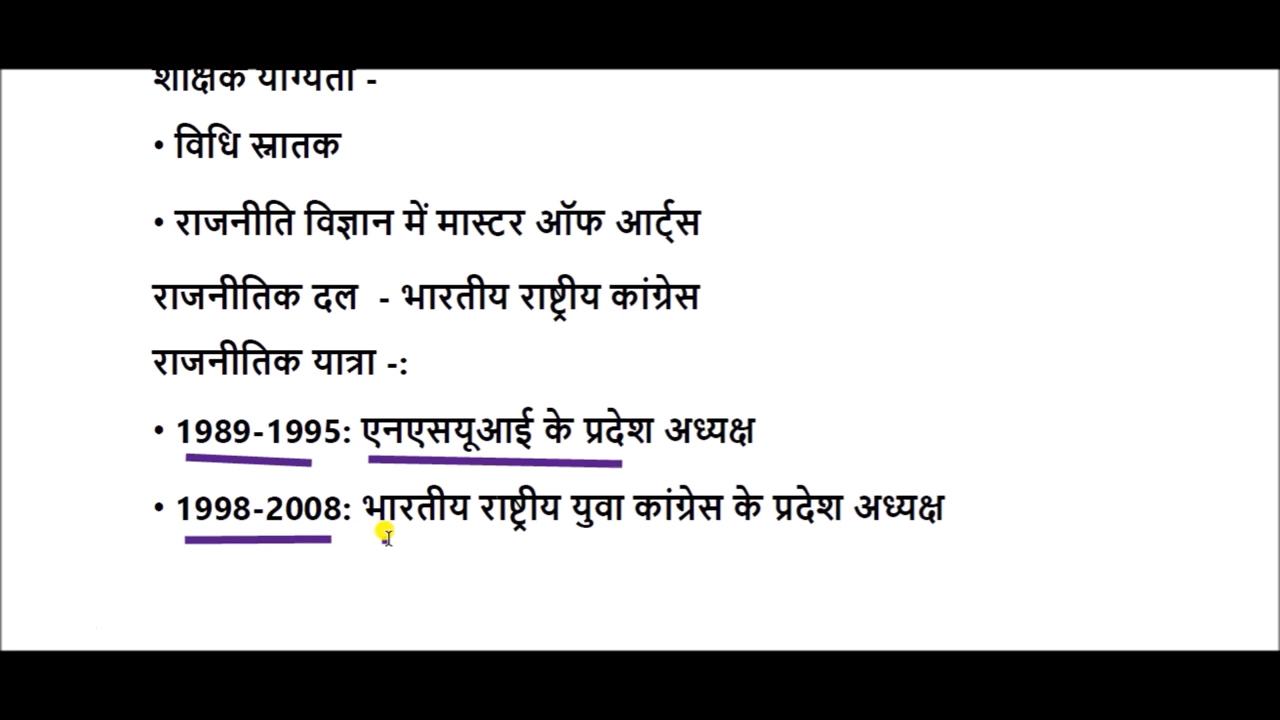 शैक्षिक योग्यता -
• विधि स्नातक
• राजनीति विज्ञान में मास्टर ऑफ आर्ट्स
राजनीतिक दल - भारतीय राष्ट्रीय कांग्रेस
राजनीतिक यात्रा -:
• 1989-1995: एनएसयूआई के प्रदेश अध्यक्ष
• 1998-2008: भारतीय राष्ट्रीय युवा कांग्रेस के प्रदेश अध्यक्ष